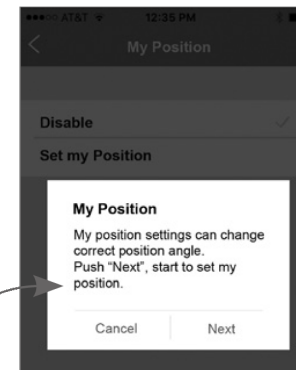 AT&T 12:35 PM
My Position
Disable
Set my Position
My Position
My position settings can change
correct position angle.
Push “Next”, start to set my
position.
Cancel Next